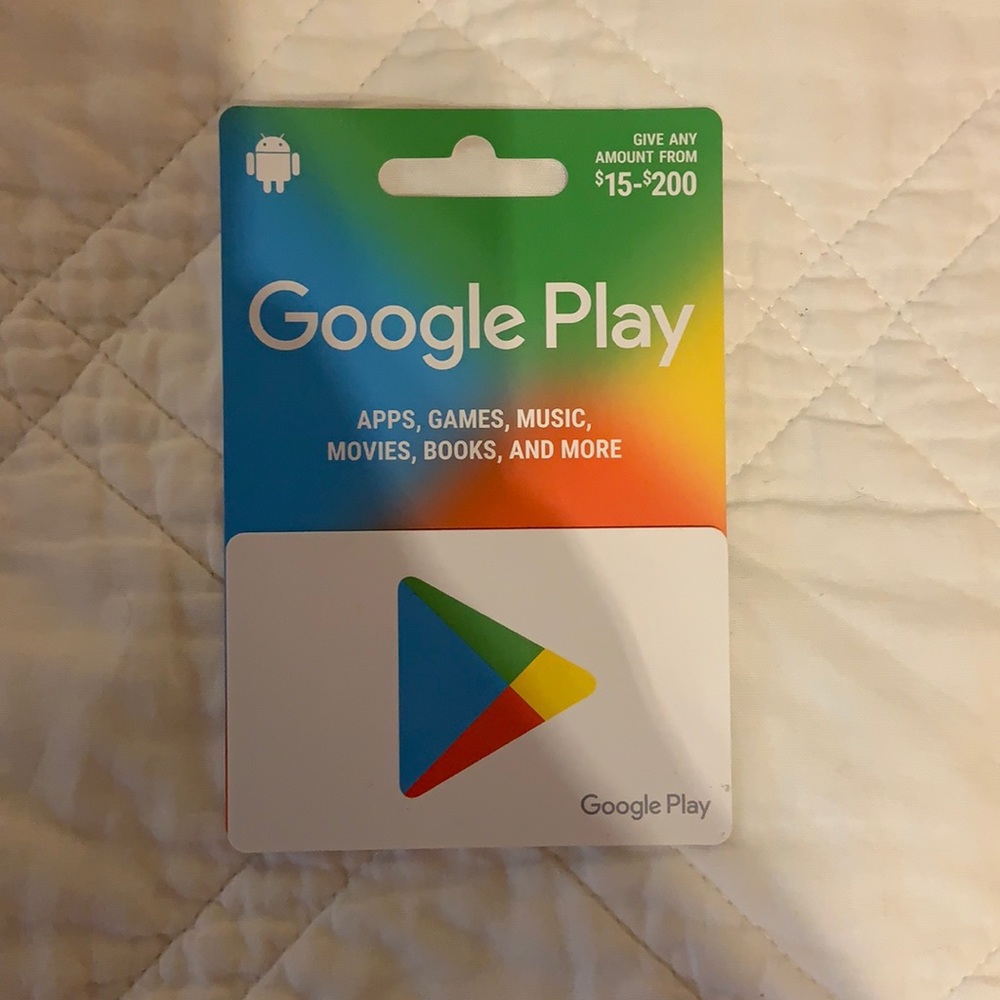 GIVE ANY
AMOUNT FROM
$15-$200
Google Play
APPS, GAMES, MUSIC,
MOVIES, BOOKS, AND MORE
Google Play